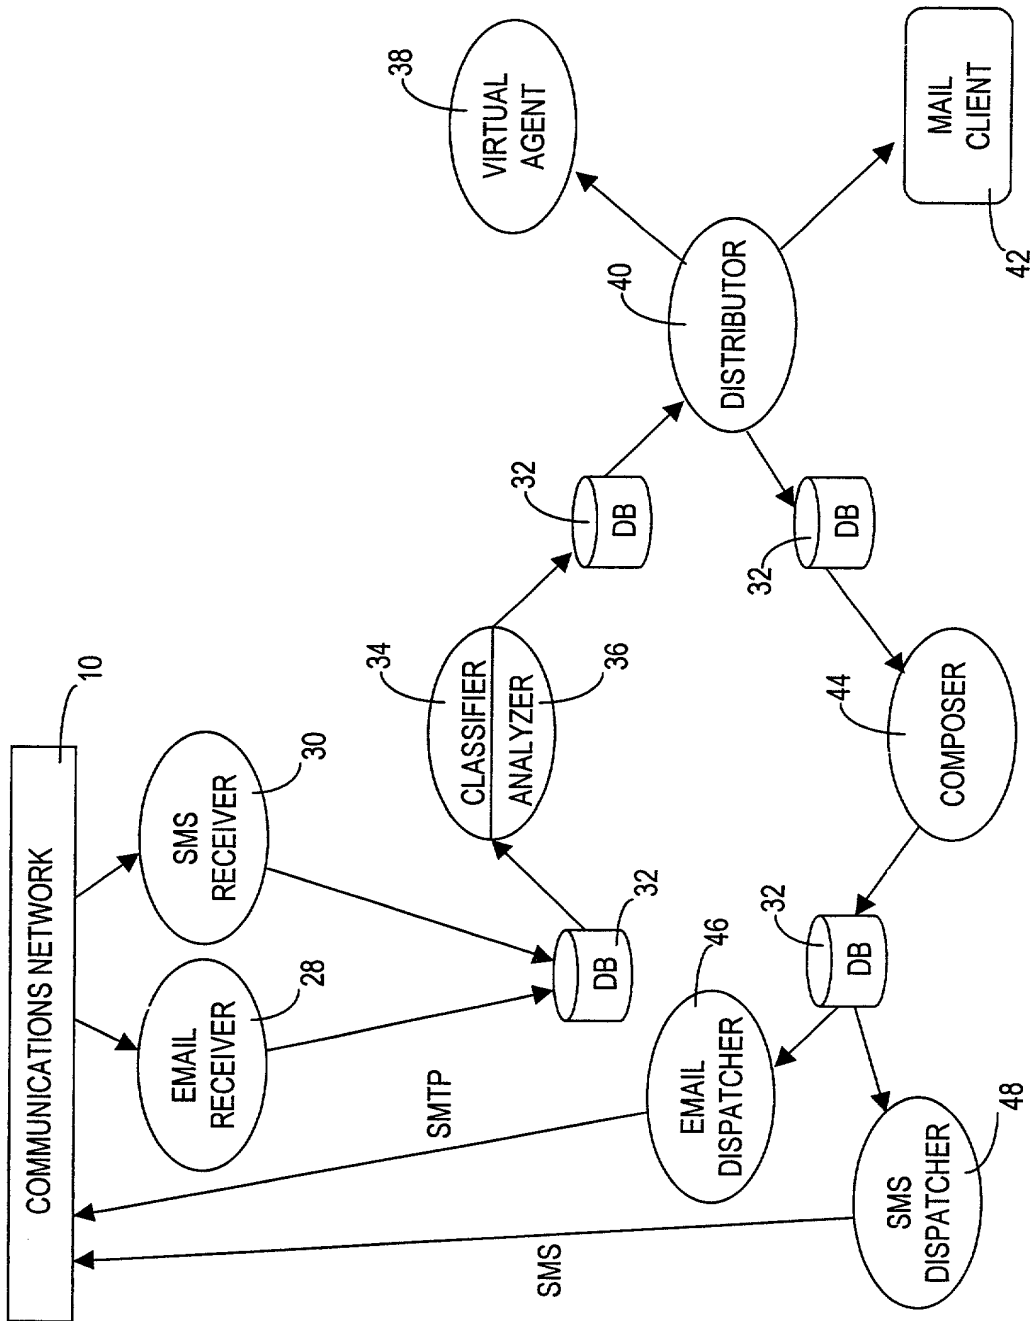 COMMUNICATIONS NETWORK
10
EMAIL
RECEIVER
28
SMS
RECEIVER
30
DB
32
CLASSIFIER
34
ANALYZER
36
DB
32
DISTRIBUTOR
40
VIRTUAL
AGENT
38
MAIL
CLIENT
42
DB
32
COMPOSER
44
DB
32
EMAIL
DISPATCHER
46
SMTP
SMS
DISPATCHER
48
SMS